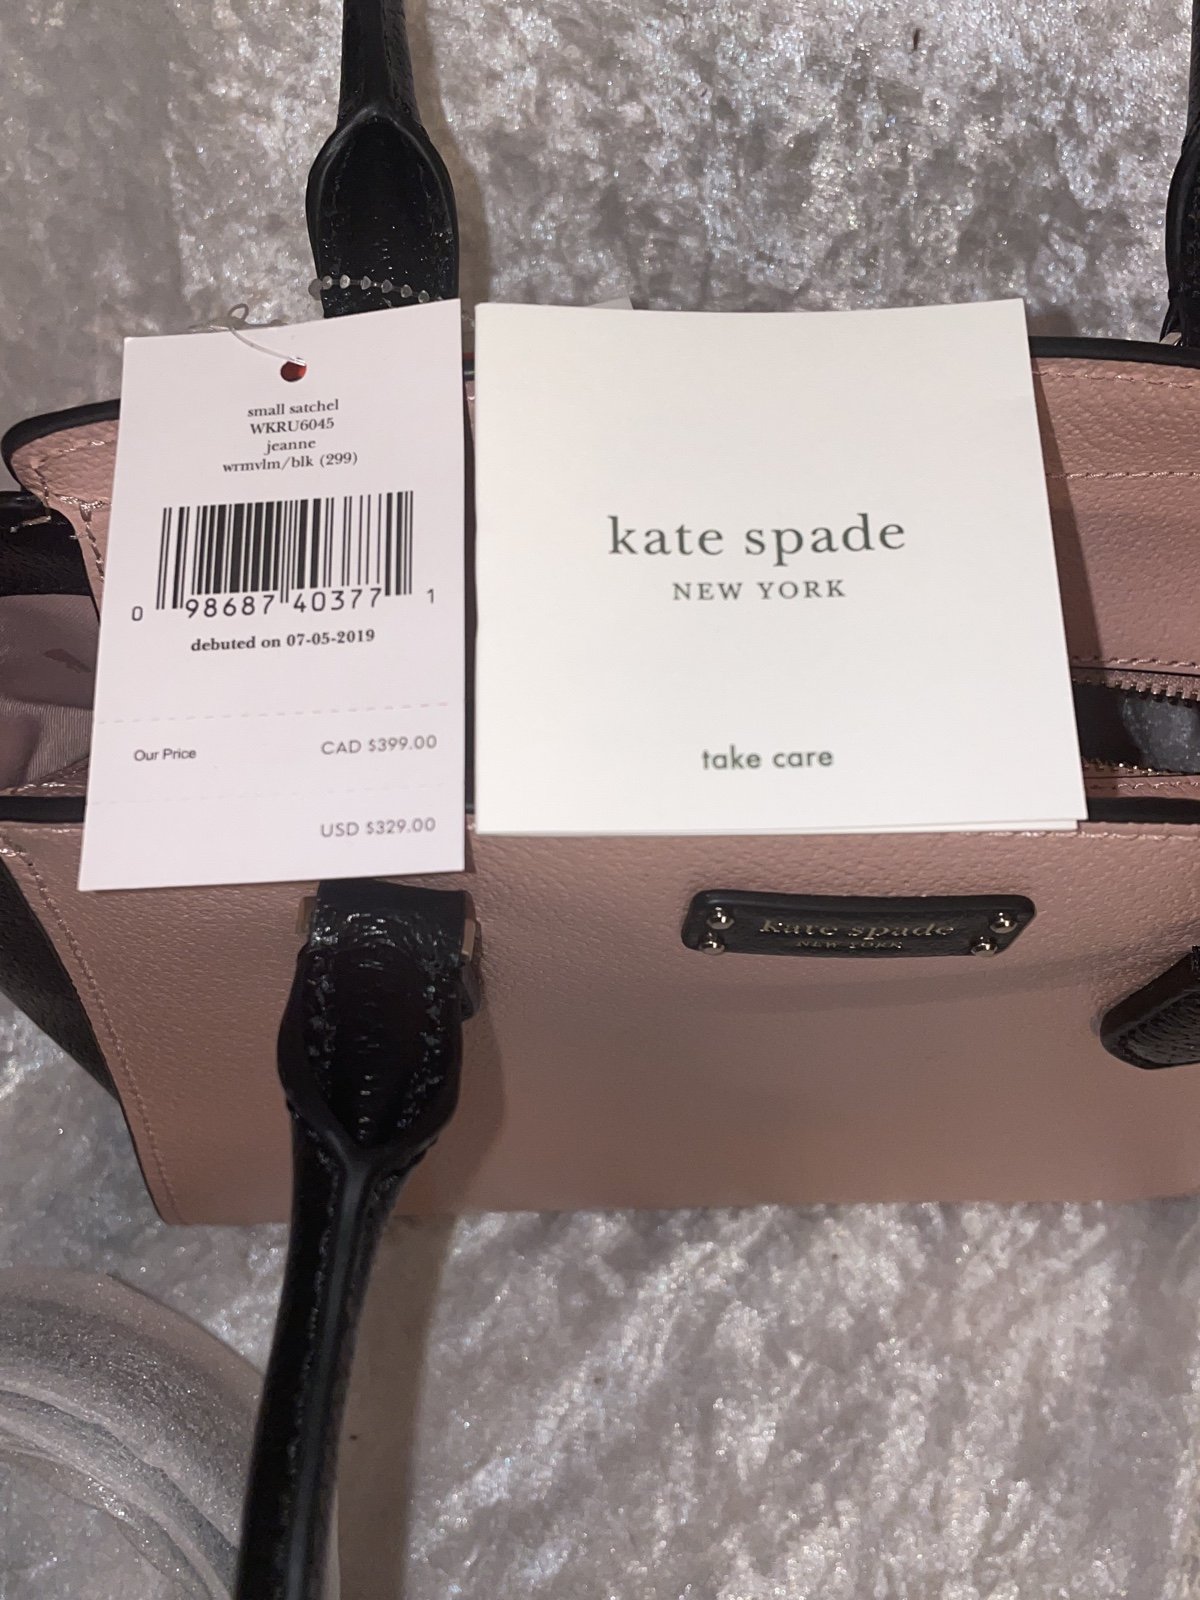 small satchel
WKRU6045
jeanne
wrmvlm/blk (299)
0 98687 40377 1
debuted on 07-05-2019
Our Price CAD $399.00
USD $329.00
kate spade
NEW YORK
take care
kate spade
NEW YORK